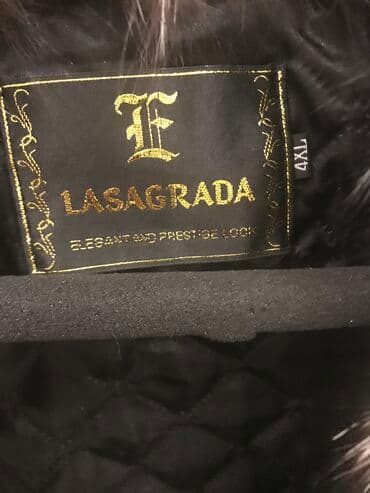 E
LASAGRADA
ELEGANT AND PRESTIGE LOOK
4XL